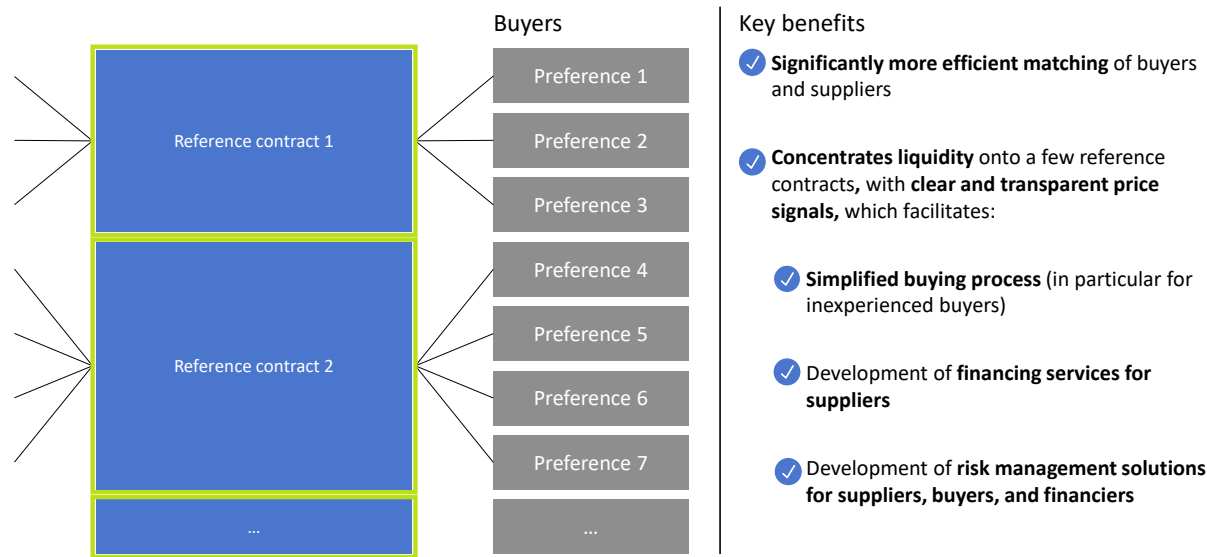 Buyers
Reference contract 1
Preference 1
Preference 2
Preference 3
Reference contract 2
Preference 4
Preference 5
Preference 6
Preference 7
...
...
Key benefits
Significantly more efficient matching of buyers
and suppliers
Concentrates liquidity onto a few reference
contracts, with clear and transparent price
signals, which facilitates:
Simplified buying process (in particular for
inexperienced buyers)
Development of financing services for
suppliers
Development of risk management solutions
for suppliers, buyers, and financiers